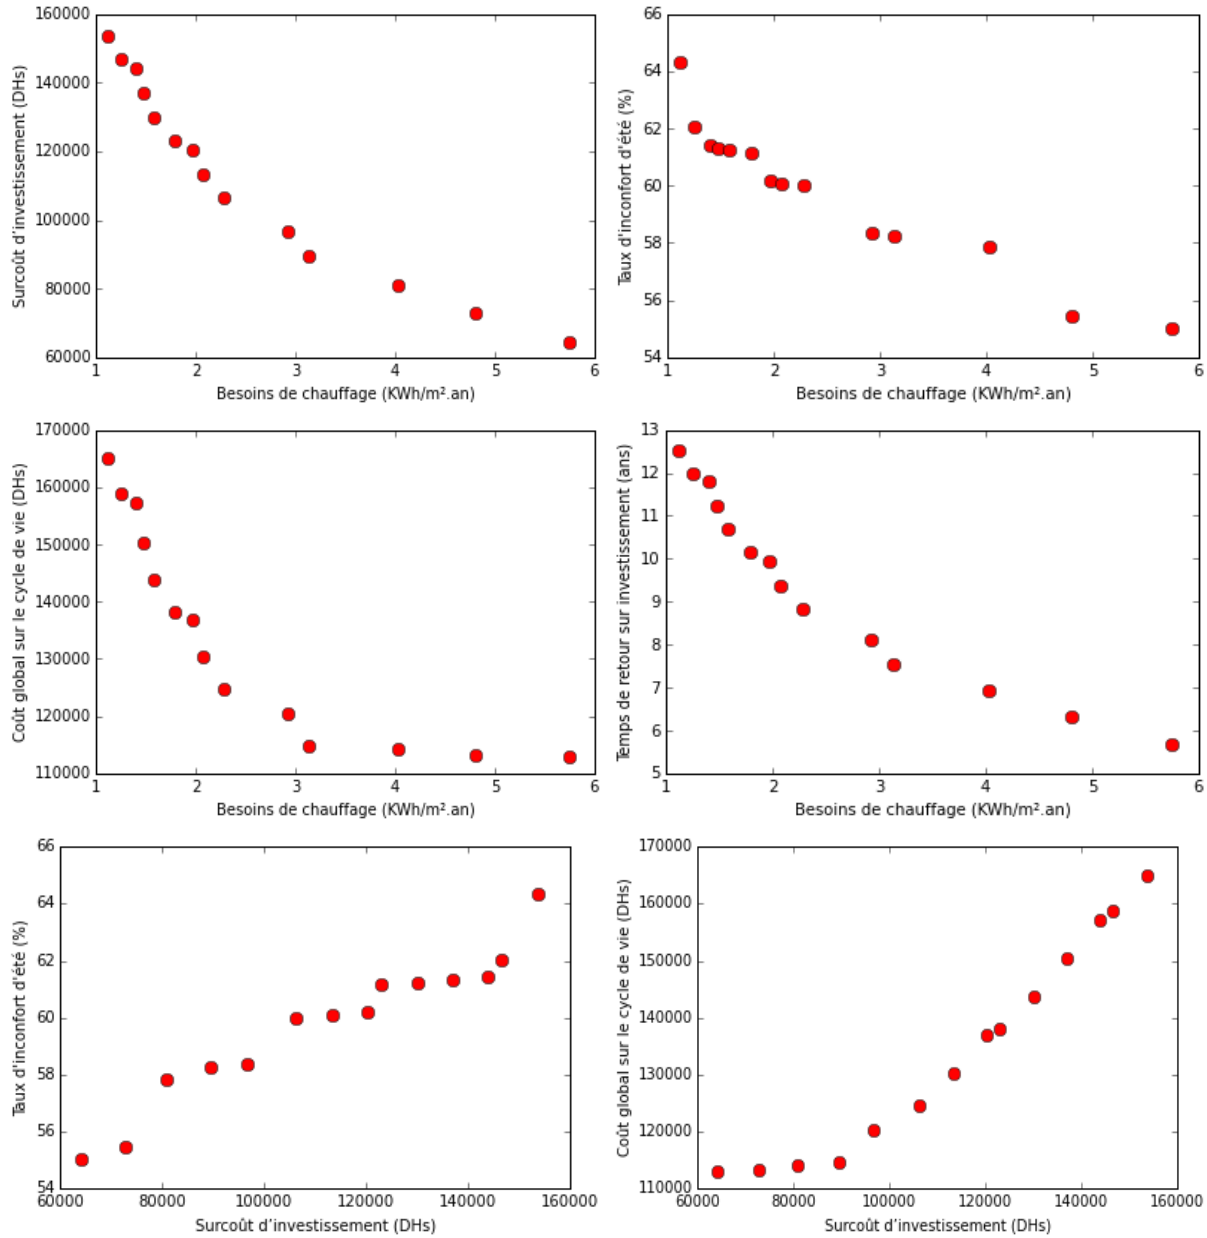 160000
140000
120000
100000
80000
60000
1 2 3 4 5 6
Surcoût d'investissement (DHs)
Besoins de chauffage (KWh/m².an)
66
64
62
60
58
56
54
1 2 3 4 5 6
Taux d'inconfort d'été (%)
Besoins de chauffage (KWh/m².an)
170000
160000
150000
140000
130000
120000
110000
1 2 3 4 5 6
Coût global sur le cycle de vie (DHs)
Besoins de chauffage (KWh/m².an)
13
12
11
10
9
8
7
6
5
1 2 3 4 5 6
Temps de retour sur investissement (ans)
Besoins de chauffage (KWh/m².an)
66
64
62
60
58
56
54
60000 80000 100000 120000 140000 160000
Taux d'inconfort d'été (%)
Surcoût d’investissement (DHs)
170000
160000
150000
140000
130000
120000
110000
60000 80000 100000 120000 140000 160000
Coût global sur le cycle de vie (DHs)
Surcoût d’investissement (DHs)